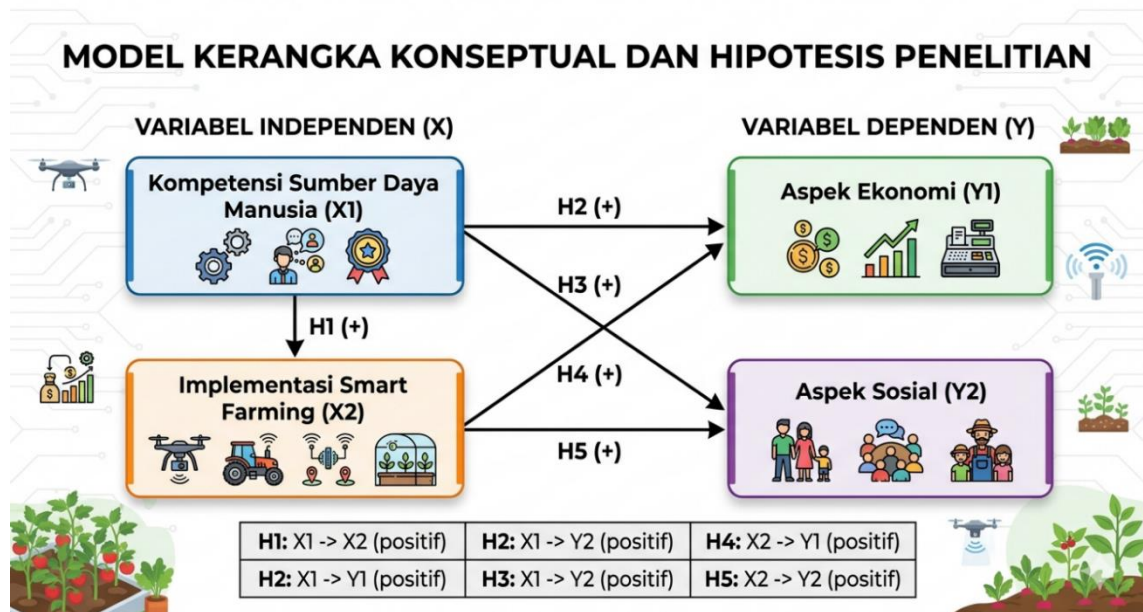 MODEL KERANGKA KONSEPTUAL DAN HIPOTESIS PENELITIAN
VARIABEL INDEPENDEN (X)
VARIABEL DEPENDEN (Y)
Kompetensi Sumber Daya
Manusia (X1)
H2 (+)
Aspek Ekonomi (Y1)
H3 (+)
H1 (+)
Implementasi Smart
Farming (X2)
H4 (+)
Aspek Sosial (Y2)
H5 (+)
H1: X1 -> X2 (positif)
H2: X1 -> Y2 (positif)
H4: X2 -> Y1 (positif)
H2: X1 -> Y1 (positif)
H3: X1 -> Y2 (positif)
H5: X2 -> Y2 (positif)